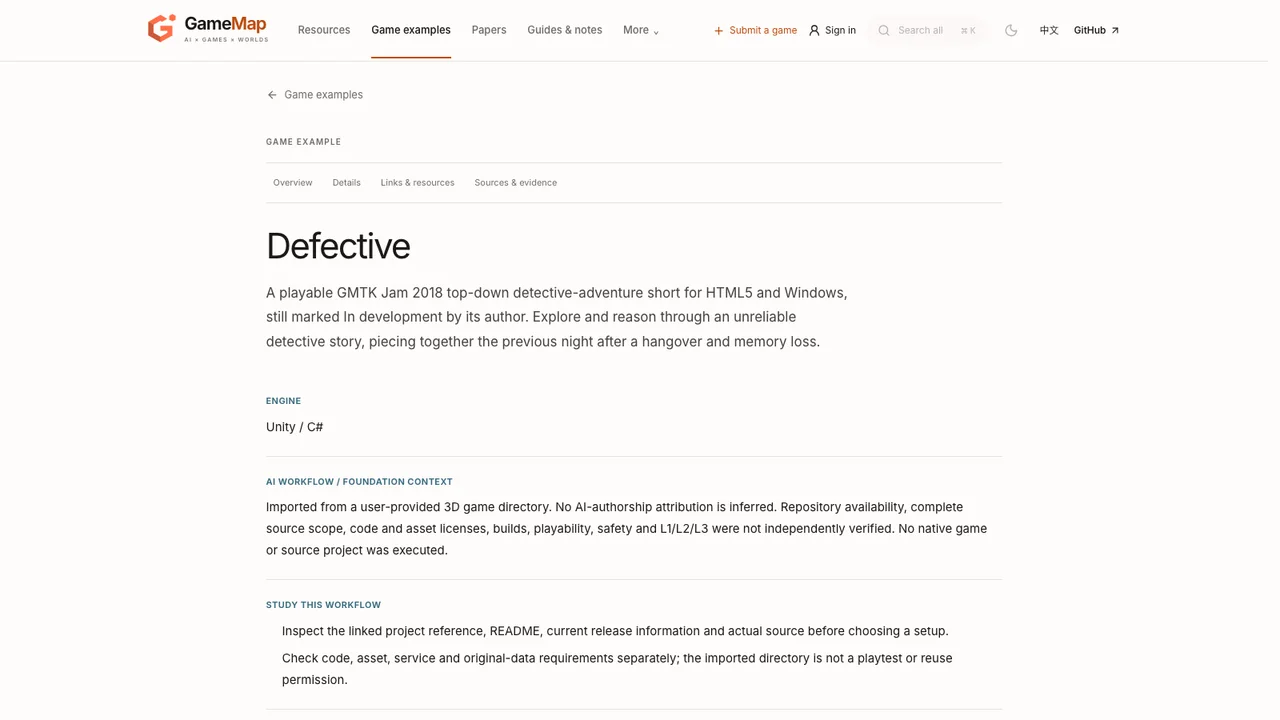 GameMap
AI × GAMES × WORLDS
Resources
Game examples
Papers
Guides & notes
More
Submit a game
Sign in
Search all
⌘ K
中文
GitHub
Game examples
GAME EXAMPLE
Overview
Details
Links & resources
Sources & evidence
Defective
A playable GMTK Jam 2018 top-down detective-adventure short for HTML5 and Windows,
still marked In development by its author. Explore and reason through an unreliable
detective story, piecing together the previous night after a hangover and memory loss.
ENGINE
Unity / C#
AI WORKFLOW / FOUNDATION CONTEXT
Imported from a user-provided 3D game directory. No AI-authorship attribution is inferred. Repository availability, complete
source scope, code and asset licenses, builds, playability, safety and L1/L2/L3 were not independently verified. No native game
or source project was executed.
STUDY THIS WORKFLOW
Inspect the linked project reference, README, current release information and actual source before choosing a setup.
Check code, asset, service and original-data requirements separately; the imported directory is not a playtest or reuse
permission.